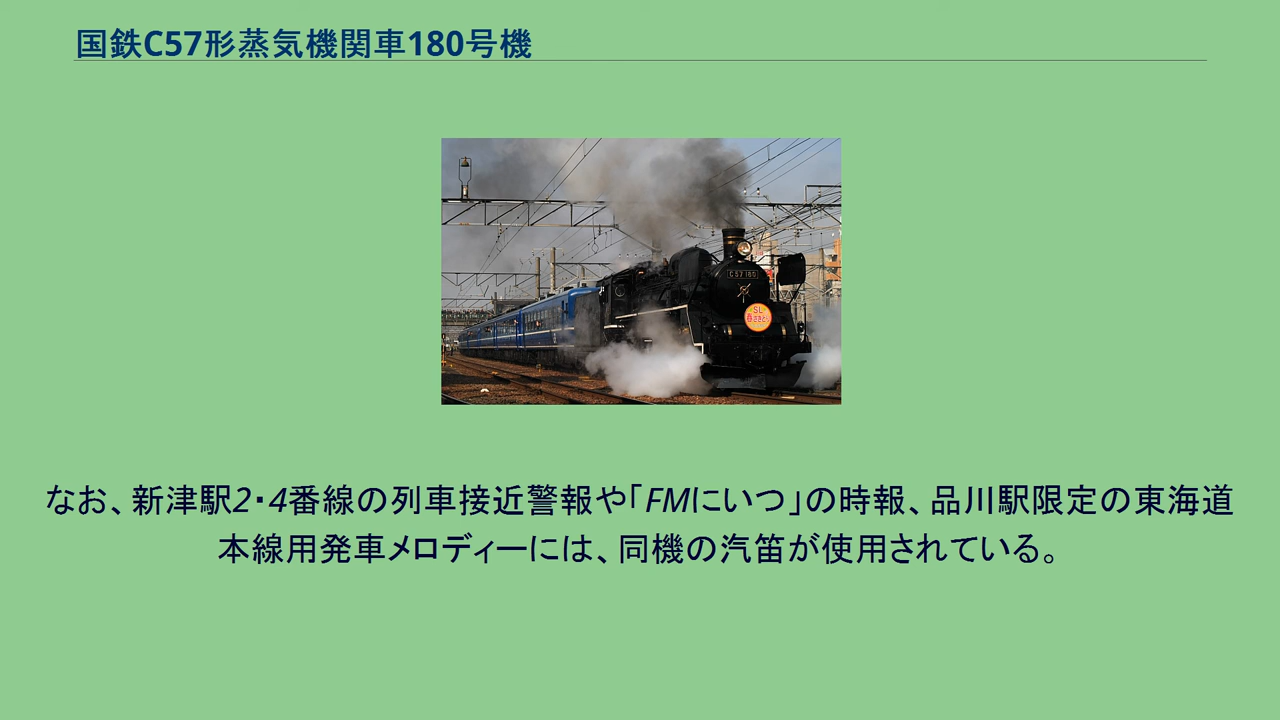 国鉄C57形蒸気機関車180号機
C57 180
SL
なお、新津駅2・4番線の列車接近警報や「FMにいつ」の時報、品川駅限定の東海道
本線用発車メロディーには、同機の汽笛が使用されている。